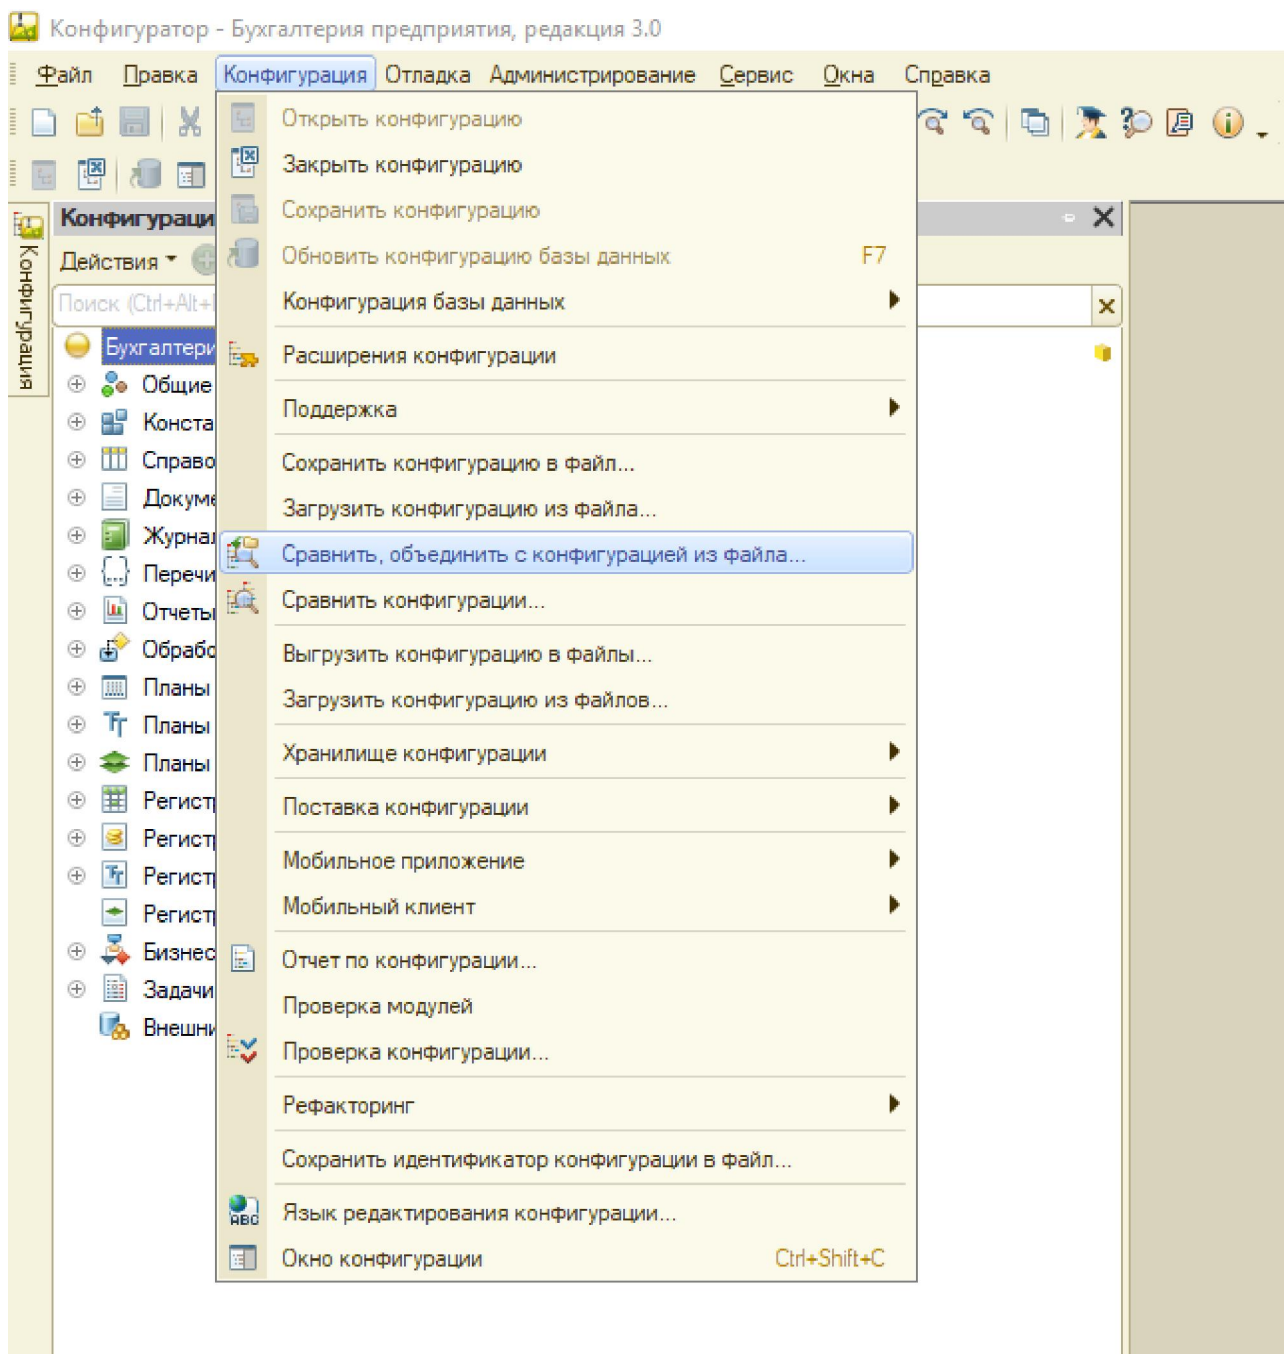 Конфигуратор - Бухгалтерия предприятия, редакция 3.0
Файл Правка Конфигурация Отладка Администрирование Сервис Окна Справка
Конфигураци
Действия
Поиск (Ctrl+Alt+
Конфигурация
Бухгалтери
Общие
Конста
Справо
Докуме
Журнал
Перечи
Отчеты
Обрабо
Планы
Планы
Планы
Регист
Регист
Регист
Регист
Бизнес
Задачи
Внешни
Открыть конфигурацию
Закрыть конфигурацию
Сохранить конфигурацию
Обновить конфигурацию базы данных F7
Конфигурация базы данных
Расширения конфигурации
Поддержка
Сохранить конфигурацию в файл...
Загрузить конфигурацию из файла...
Сравнить, объединить с конфигурацией из файла...
Сравнить конфигурации...
Выгрузить конфигурацию в файлы...
Загрузить конфигурацию из файлов...
Хранилище конфигурации
Поставка конфигурации
Мобильное приложение
Мобильный клиент
Отчет по конфигурации...
Проверка модулей
Проверка конфигурации...
Рефакторинг
Сохранить идентификатор конфигурации в файл...
Язык редактирования конфигурации...
Окно конфигурации Ctrl+Shift+C